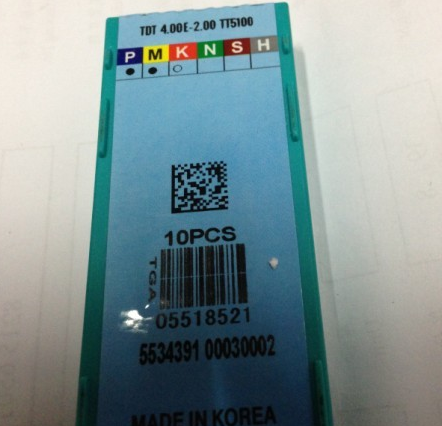 TDT 4.00E-2.00 TT5100
P M K N S H
10PCS
TGA
05518521
5534391 00030002
MADE IN KOREA